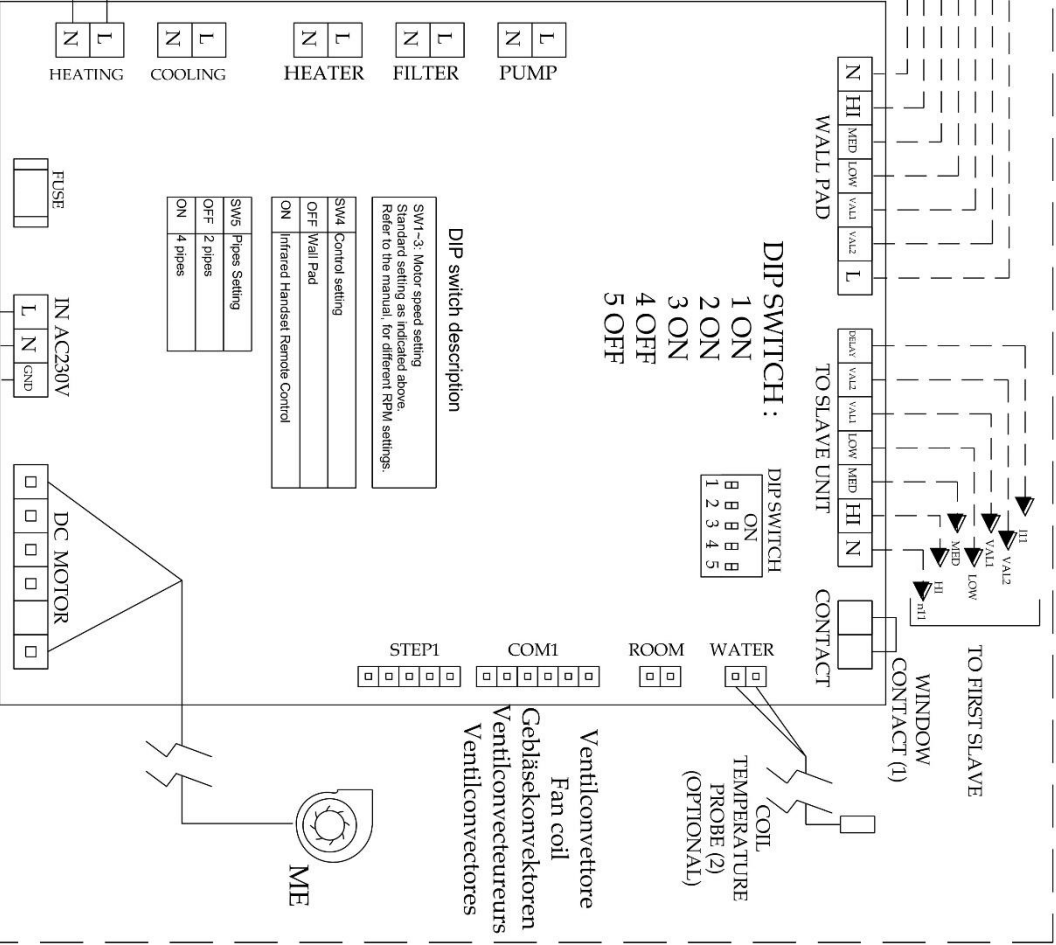 N L
HEATING
N L
COOLING
N L
HEATER
N L
FILTER
N L
PUMP
N HI MED LOW VAL1 VAL2 L
WALL PAD
DELAY VAL2 VAL1 LOW MED HI N
TO SLAVE UNIT
CONTACT
l11
VAL2
VAL1
LOW
MED
HI
n11
TO FIRST SLAVE
WINDOW
CONTACT (1)
FUSE
IN AC230V
L N GND
DC MOTOR
DIP switch description
SW1~3: Motor speed setting
Standard setting as indicated above.
Refer to the manual, for different RPM settings.
SW4 Control setting
OFF Wall Pad
ON Infrared Handset Remote Control
SW5 Pipes Setting
OFF 2 pipes
ON 4 pipes
DIP SWITCH :
1 ON
2 ON
3 ON
4 OFF
5 OFF
DIP SWITCH
ON
1 2 3 4 5
STEP1
COM1
ROOM
WATER
COIL
TEMPERATURE
PROBE (2)
(OPTIONAL)
Ventilconvettore
Fan coil
Gebläsekonvektoren
Ventilconvecteureurs
Ventilconvectores
ME